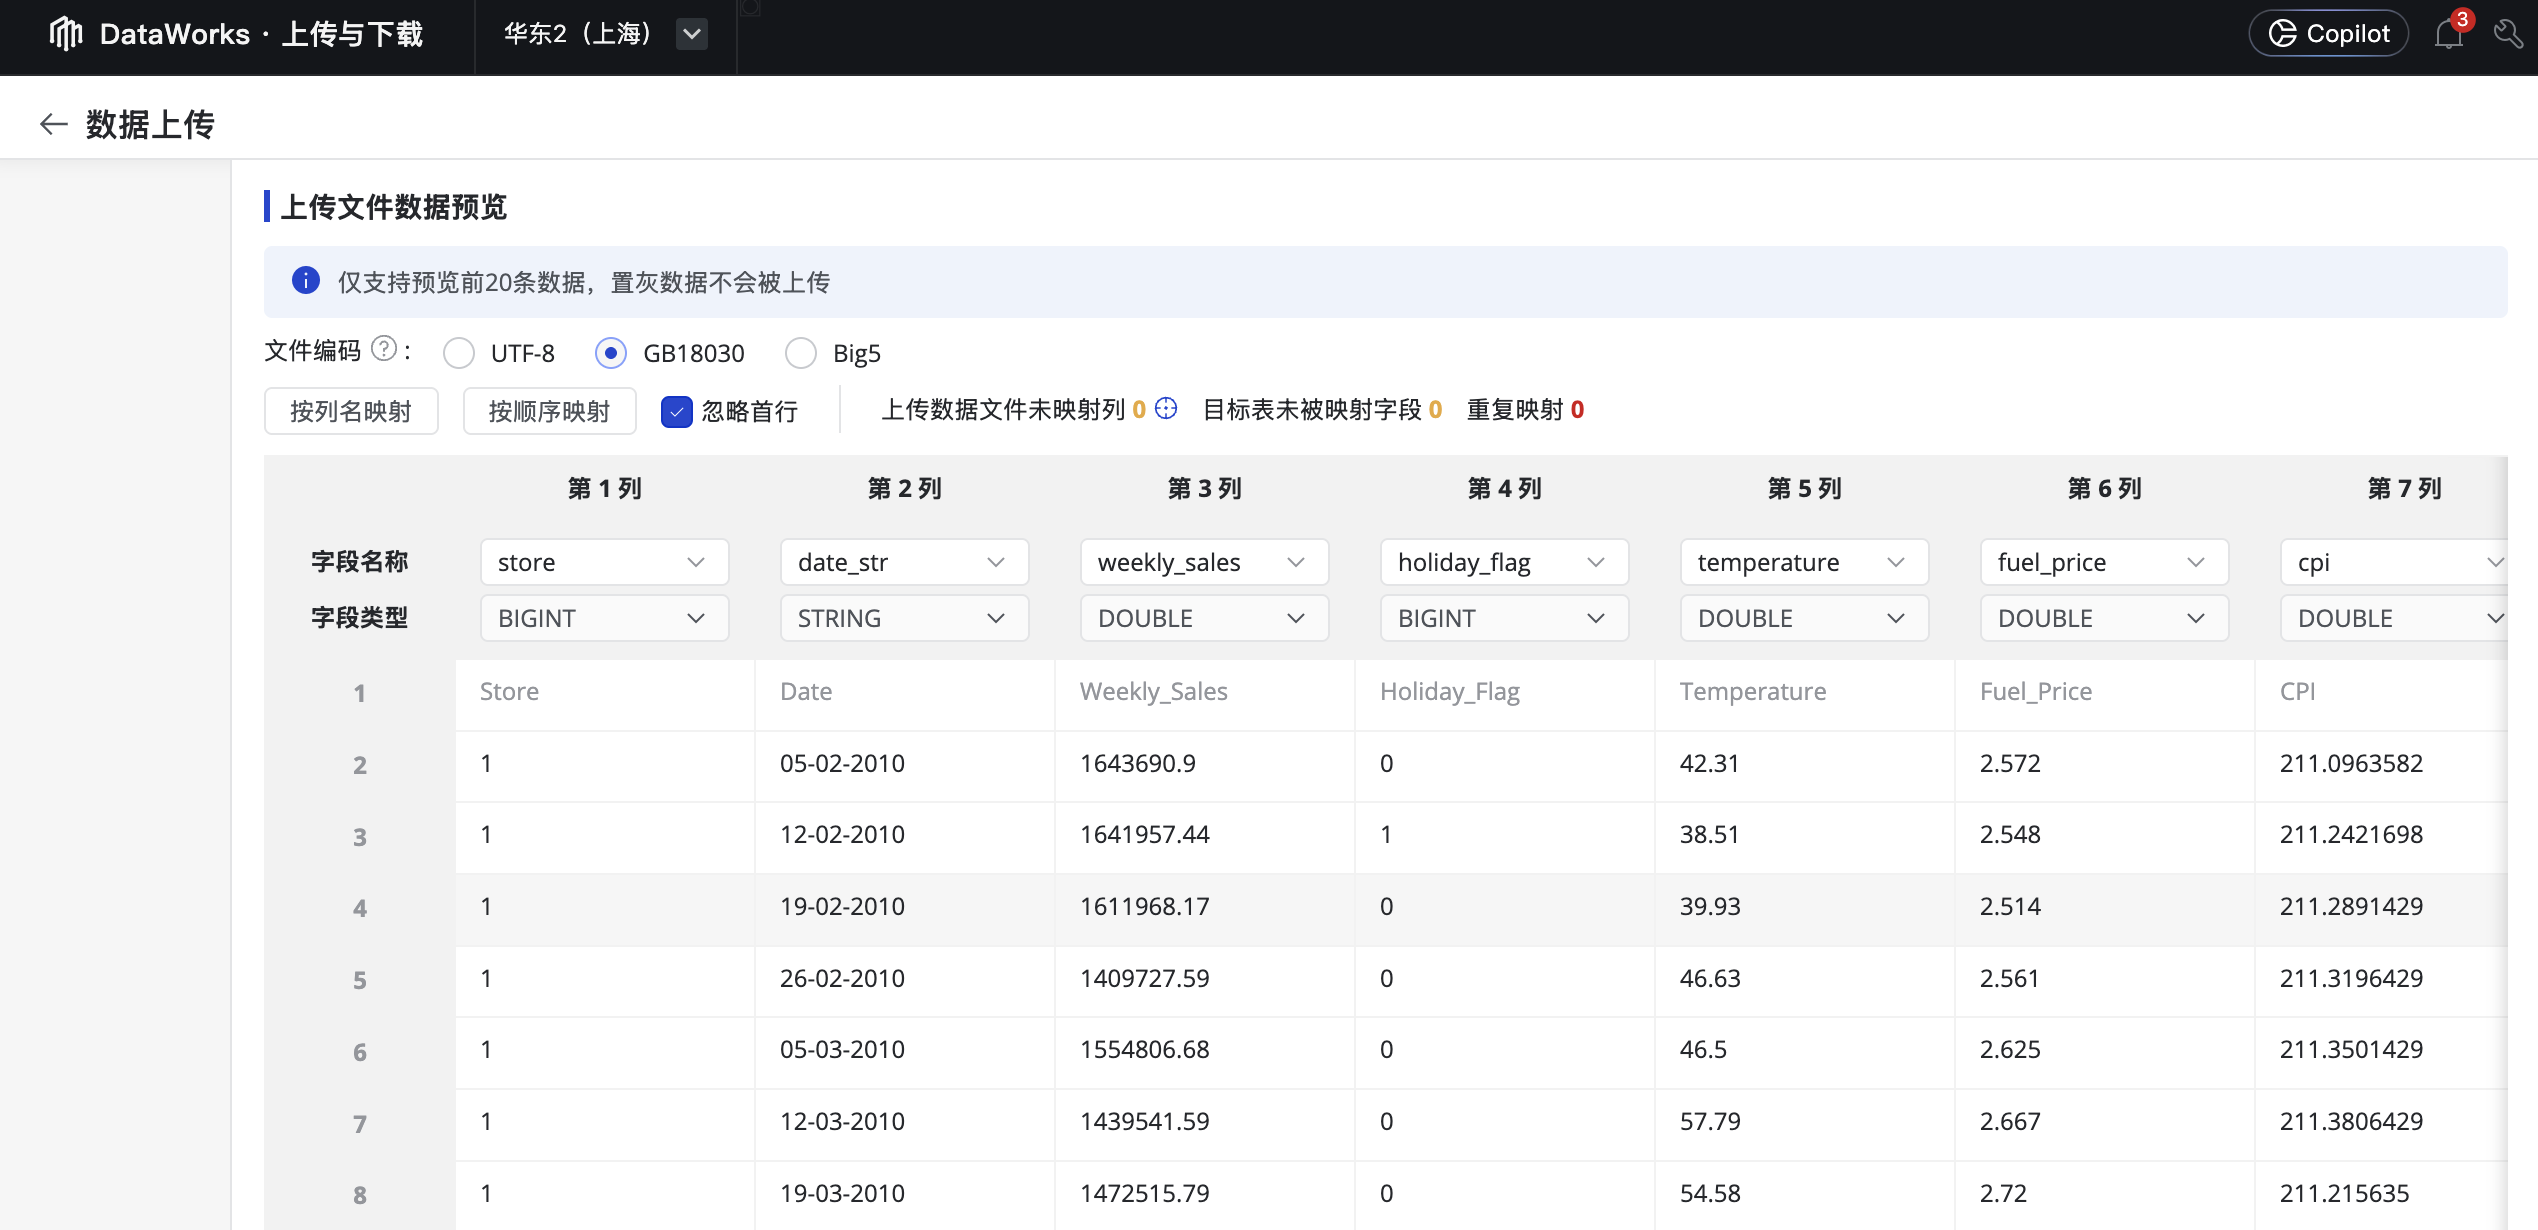 DataWorks · 上传与下载 华东2（上海） Copilot 3
数据上传
上传文件数据预览
仅支持预览前20条数据，置灰数据不会被上传
文件编码 ? : UTF-8 GB18030 Big5
按列名映射 按顺序映射 忽略首行 上传数据文件未映射列 0 目标表未被映射字段 0 重复映射 0
第 1 列 第 2 列 第 3 列 第 4 列 第 5 列 第 6 列 第 7 列
字段名称 store date_str weekly_sales holiday_flag temperature fuel_price cpi
字段类型 BIGINT STRING DOUBLE BIGINT DOUBLE DOUBLE DOUBLE
1 Store Date Weekly_Sales Holiday_Flag Temperature Fuel_Price CPI
2 1 05-02-2010 1643690.9 0 42.31 2.572 211.0963582
3 1 12-02-2010 1641957.44 1 38.51 2.548 211.2421698
4 1 19-02-2010 1611968.17 0 39.93 2.514 211.2891429
5 1 26-02-2010 1409727.59 0 46.63 2.561 211.3196429
6 1 05-03-2010 1554806.68 0 46.5 2.625 211.3501429
7 1 12-03-2010 1439541.59 0 57.79 2.667 211.3806429
8 1 19-03-2010 1472515.79 0 54.58 2.72 211.215635